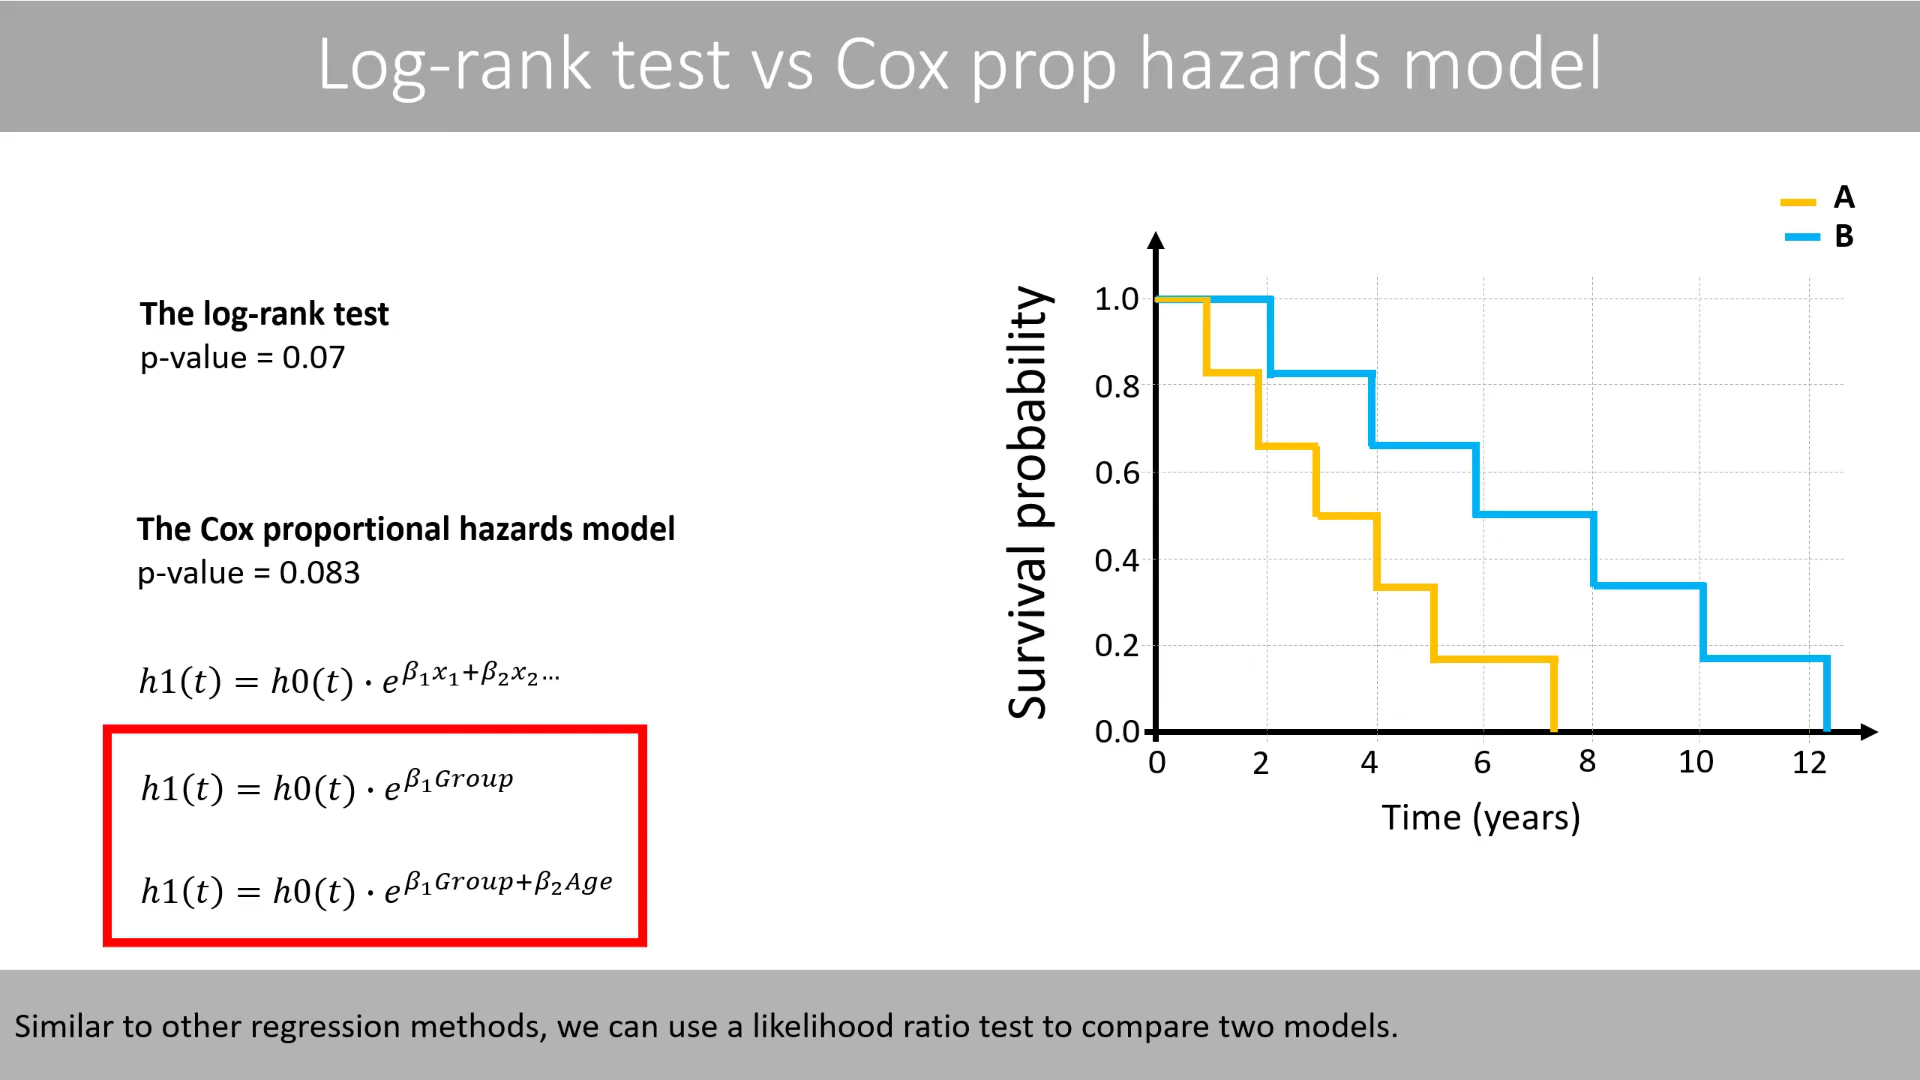 Log-rank test vs Cox prop hazards model
The log-rank test
p-value = 0.07
The Cox proportional hazards model
p-value = 0.083
h1(t) = h0(t) · e^{β₁x₁+β₂x₂…}
h1(t) = h0(t) · e^{β₁Group}
h1(t) = h0(t) · e^{β₁Group+β₂Age}
A
B
Survival probability
1.0
0.8
0.6
0.4
0.2
0.0
0 2 4 6 8 10 12
Time (years)
Similar to other regression methods, we can use a likelihood ratio test to compare two models.